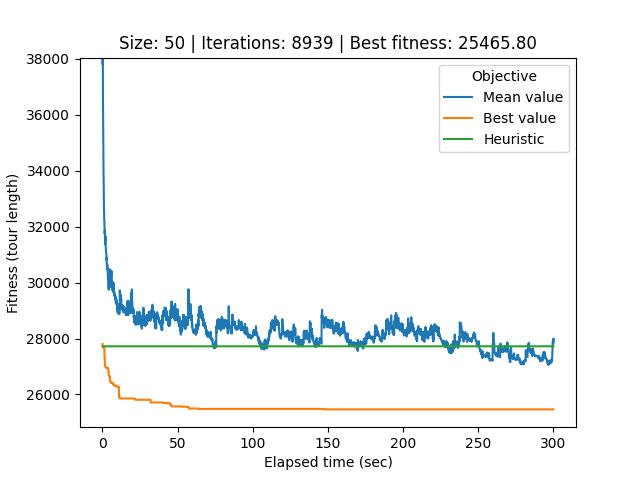 Size: 50 | Iterations: 8939 | Best fitness: 25465.80
Objective
Mean value
Best value
Heuristic
Fitness (tour length)
38000
36000
34000
32000
30000
28000
26000
0 50 100 150 200 250 300
Elapsed time (sec)